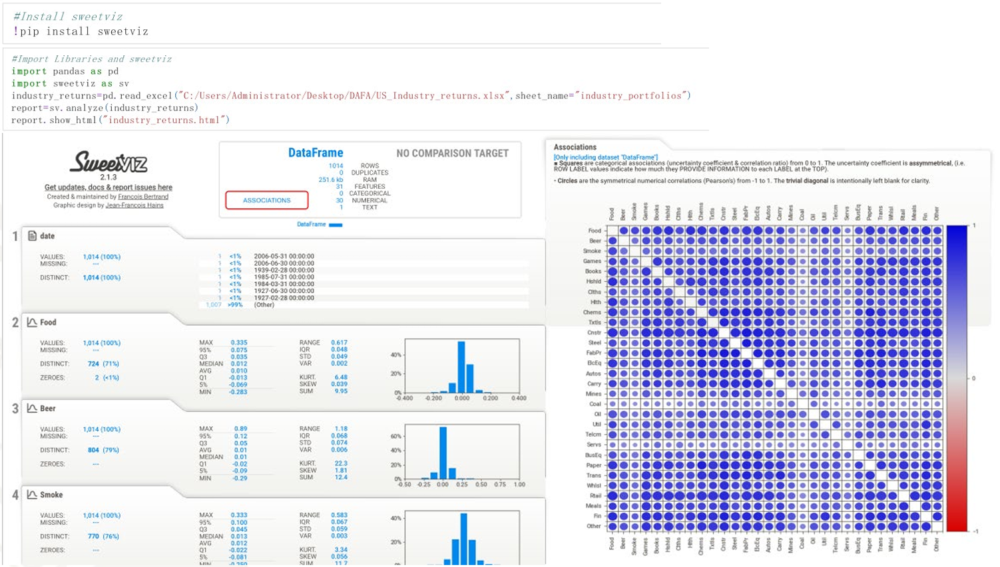 #Install sweetviz
!pip install sweetviz
#Import Libraries and sweetviz
import pandas as pd
import sweetviz as sv
industry_returns=pd.read_excel("C:/Users/Administrator/Desktop/DAFA/US_Industry_returns.xlsx",sheet_name="industry_portfolios")
report=sv.analyze(industry_returns)
report.show_html("industry_returns.html")
SweetVIZ
2.1.3
Get updates, docs & report issues here
Created & maintained by Francois Bertrand
Graphic design by Jean-Francois Hains
DataFrame
NO COMPARISON TARGET
1014 ROWS
0 DUPLICATES
251.6 kb RAM
31 FEATURES
0 CATEGORICAL
30 NUMERICAL
1 TEXT
ASSOCIATIONS
DataFrame
1 date
VALUES: 1,014 (100%)
MISSING: ---
DISTINCT: 1,014 (100%)
1 <1% 2006-05-31 00:00:00
1 <1% 2006-06-30 00:00:00
1 <1% 1939-02-28 00:00:00
1 <1% 1985-07-31 00:00:00
1 <1% 1984-03-31 00:00:00
1 <1% 1927-06-30 00:00:00
1 <1% 1927-02-28 00:00:00
1,007 >99% (Other)
2 Food
VALUES: 1,014 (100%)
MISSING: ---
DISTINCT: 724 (71%)
ZEROES: 2 (<1%)
MAX 0.335
95% 0.075
Q3 0.035
MEDIAN 0.012
AVG 0.010
Q1 -0.013
5% -0.069
MIN -0.283
RANGE 0.617
IQR 0.048
STD 0.049
VAR 0.002
KURT. 6.48
SKEW 0.039
SUM 9.95
40%
20%
0%
-0.400 -0.200 0.000 0.200 0.400
3 Beer
VALUES: 1,014 (100%)
MISSING: ---
DISTINCT: 804 (79%)
ZEROES: ---
MAX 0.89
95% 0.12
Q3 0.05
AVG 0.01
MEDIAN 0.01
Q1 -0.02
5% -0.09
MIN -0.29
RANGE 1.18
IQR 0.068
STD 0.074
VAR 0.006
KURT. 22.3
SKEW 1.81
SUM 12.4
60%
40%
20%
0%
-0.50 -0.25 0.00 0.25 0.50 0.75 1.00
4 Smoke
VALUES: 1,014 (100%)
MISSING: ---
DISTINCT: 770 (76%)
ZEROES: ---
MAX 0.333
95% 0.100
Q3 0.045
MEDIAN 0.013
AVG 0.012
Q1 -0.022
5% -0.081
MIN -0.250
RANGE 0.583
IQR 0.067
STD 0.059
VAR 0.003
KURT. 3.34
SKEW 0.056
SUM 11.7
40%
20%
Associations
[Only including dataset "DataFrame"]
■ Squares are categorical associations (uncertainty coefficient & correlation ratio) from 0 to 1. The uncertainty coefficient is assymmetrical, (i.e.
ROW LABEL values indicate how much they PROVIDE INFORMATION to each LABEL at the TOP).
• Circles are the symmetrical numerical correlations (Pearson's) from -1 to 1. The trivial diagonal is intentionally left blank for clarity.
Food Beer Smoke Games Books Hshld Clths Hlth Chems Txtls Cnstr Steel FabPr ElcEq Autos Carry Mines Coal Oil Util Telcm Servs BusEq Paper Trans Whlsl Rtail Meals Fin Other
Food
Beer
Smoke
Games
Books
Hshld
Clths
Hlth
Chems
Txtls
Cnstr
Steel
FabPr
ElcEq
Autos
Carry
Mines
Coal
Oil
Util
Telcm
Servs
BusEq
Paper
Trans
Whlsl
Rtail
Meals
Fin
Other
Food Beer Smoke Games Books Hshld Clths Hlth Chems Txtls Cnstr Steel FabPr ElcEq Autos Carry Mines Coal Oil Util Telcm Servs BusEq Paper Trans Whlsl Rtail Meals Fin Other
1
0
-1